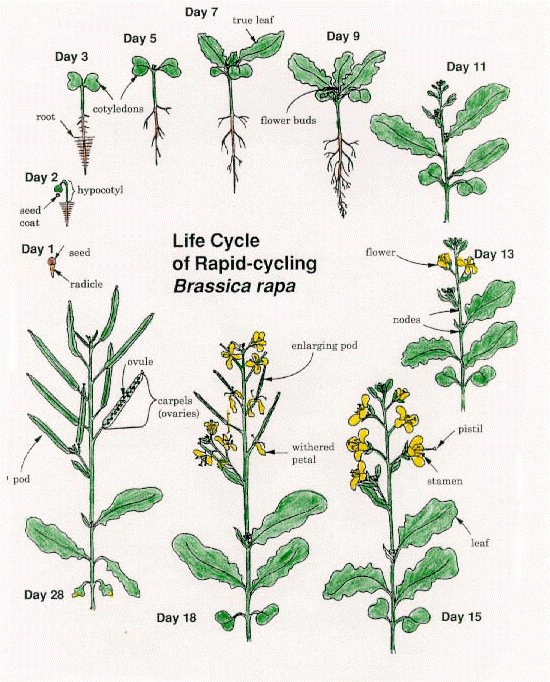 Day 7
true leaf
Day 5
Day 9
Day 3
Day 11
cotyledons
root
flower buds
Day 2
hypocotyl
seed
coat
Life Cycle
of Rapid-cycling
Brassica rapa
Day 1
seed
radicle
flower
Day 13
nodes
enlarging pod
ovule
carpels
(ovaries)
pistil
withered
petal
stamen
pod
leaf
Day 28
Day 18
Day 15